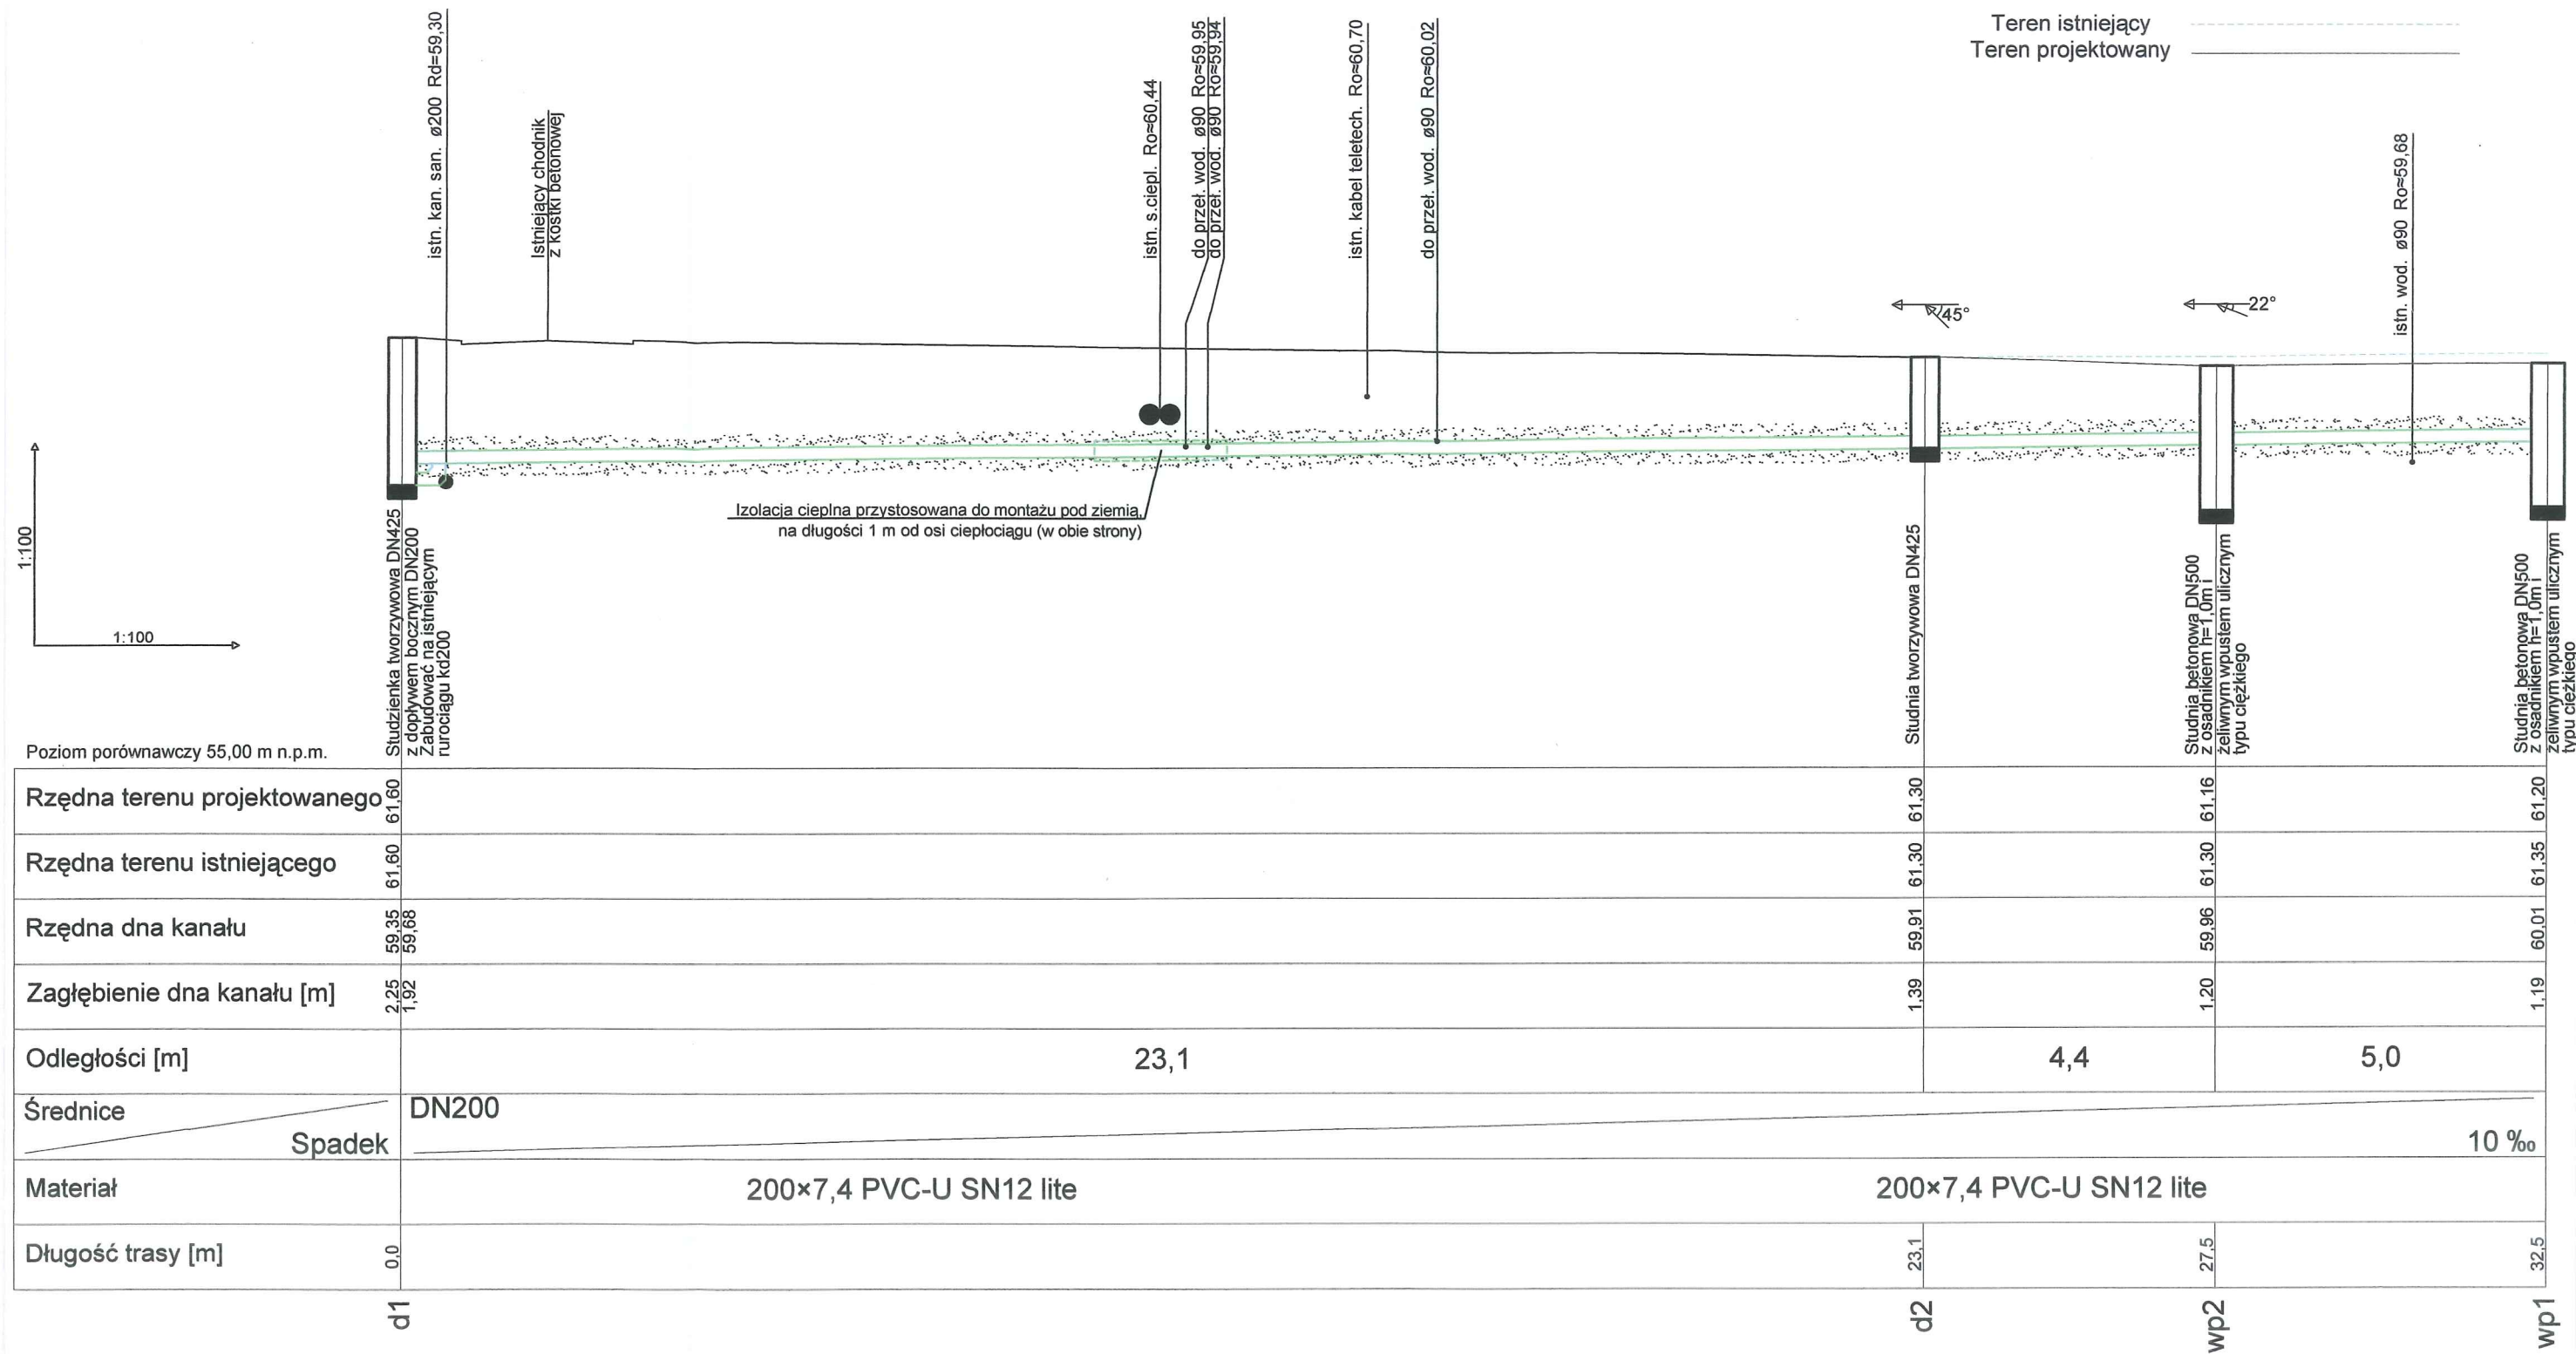 Teren istniejący
Teren projektowany
istn. kan. san. ø200 Rd=59,30
Istniejący chodnik
z kostki betonowej
istn. s.ciepl. Ro≈60,44
do przeł. wod. ø90 Ro≈59,95
do przeł. wod. ø90 Ro≈59,94
istn. kabel teletech. Ro≈60,70
do przeł. wod. ø90 Ro≈60,02
45°
22°
istn. wod. ø90 Ro≈59,68
Izolacja cieplna przystosowana do montażu pod ziemią,
na długości 1 m od osi ciepłociągu (w obie strony)
1:100
1:100
Studzienka tworzywowa DN425
z dopływem bocznym DN200
Zabudować na istniejącym
rurociągu kd200
Studnia tworzywowa DN425
Studnia betonowa DN500
z osadnikiem h=1,0m i
żeliwnym wpustem ulicznym
typu ciężkiego
Studnia betonowa DN500
z osadnikiem h=1,0m i
żeliwnym wpustem ulicznym
typu ciężkiego
Poziom porównawczy 55,00 m n.p.m.
Rzędna terenu projektowanego 61,60 61,30 61,16 61,20
Rzędna terenu istniejącego 61,60 61,30 61,30 61,35
Rzędna dna kanału 59,35 59,68 59,91 59,96 60,01
Zagłębienie dna kanału [m] 2,25 1,92 1,39 1,20 1,19
Odległości [m] 23,1 4,4 5,0
Średnice DN200
Spadek 10 ‰
Materiał 200×7,4 PVC-U SN12 lite 200×7,4 PVC-U SN12 lite
Długość trasy [m] 0,0 23,1 27,5 32,5
d1 d2 wp2 wp1